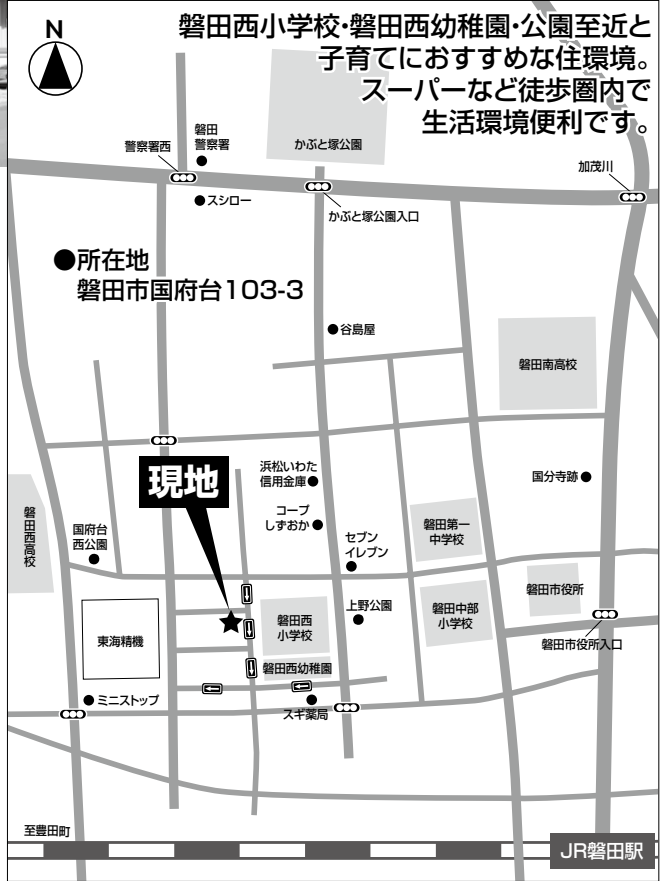 磐田西小学校・磐田西幼稚園・公園至近と
子育てにおすすめな住環境。
スーパーなど徒歩圏内で
生活環境便利です。
N
磐田
警察署
警察署西
かぶと塚公園
加茂川
スシロー
かぶと塚公園入口
●所在地
磐田市国府台103-3
谷島屋
磐田南高校
現地
浜松いわた
信用金庫
国分寺跡
コープ
しずおか
磐田西高校
国府台
西公園
セブン
イレブン
磐田第一
中学校
磐田市役所
上野公園
磐田西
小学校
磐田中部
小学校
東海精機
磐田市役所入口
磐田西幼稚園
ミニストップ
スギ薬局
至豊田町
JR磐田駅